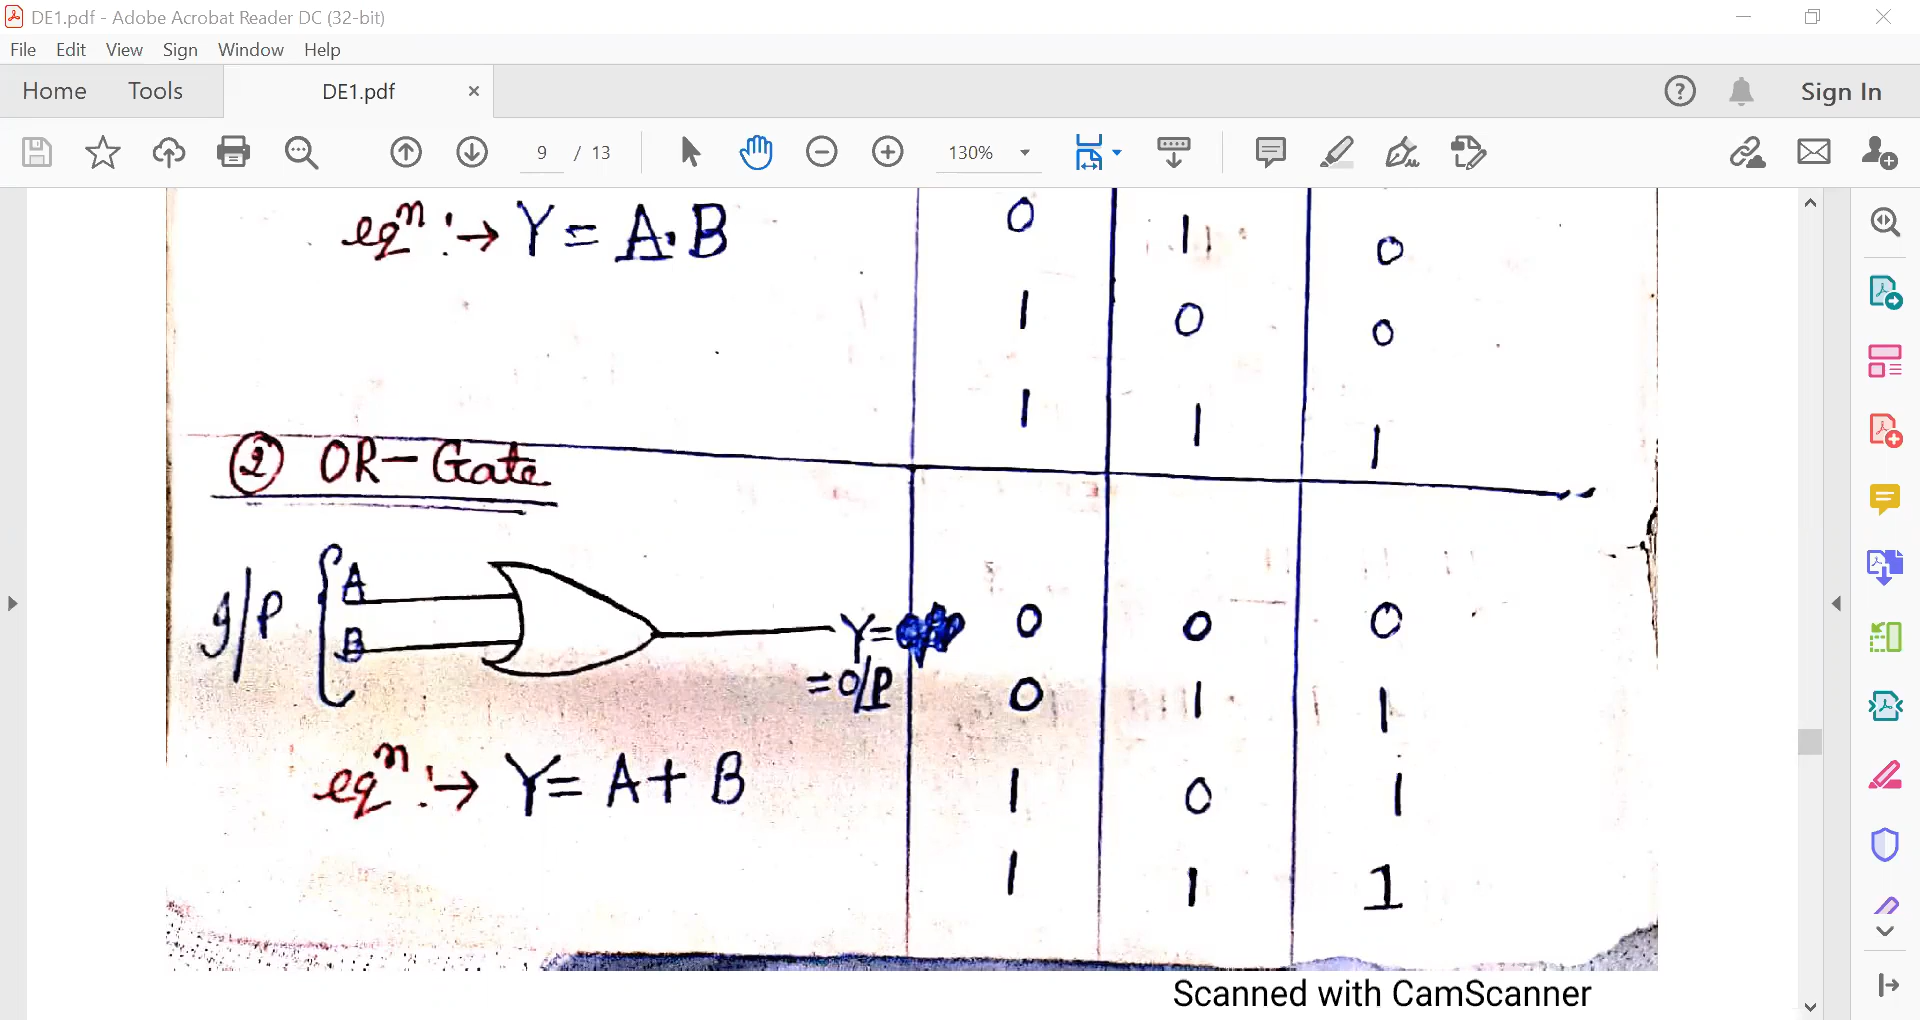 DE1.pdf - Adobe Acrobat Reader DC (32-bit)
File Edit View Sign Window Help
Home Tools DE1.pdf × ? Sign In
9 / 13 130%
eqⁿ :→ Y = A.B
0 1 0
1 0 0
1 1 1
② OR-Gate
I/P { A
B
Y=
=O/P
0 0 0
0 1 1
eqⁿ :→ Y= A+ B
1 0 1
1 1 1
Scanned with CamScanner